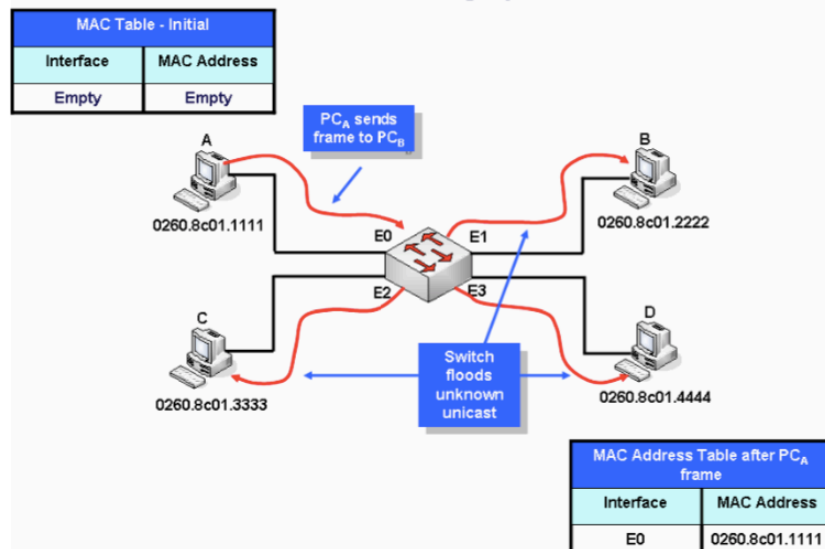 MAC Table - Initial
Interface MAC Address
Empty Empty
PCA sends
frame to PCB
A
B
0260.8c01.1111
0260.8c01.2222
E0 E1
E2 E3
C
D
Switch
floods
unknown
unicast
0260.8c01.3333
0260.8c01.4444
MAC Address Table after PCA
frame
Interface MAC Address
E0 0260.8c01.1111